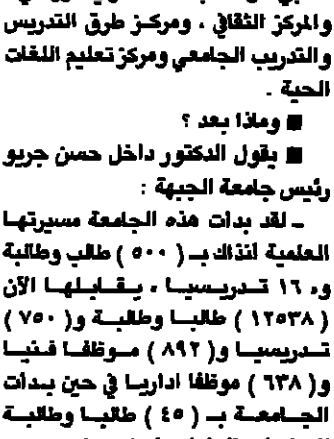 والمركز الثقافي ، ومركز طرق التدريس
والتدريب الجامعي ومركز تعليم اللغات
الحية .
■ وماذا بعد ؟
■ يقول الدكتور داخل حسن جريو
رئيس جامعة الجبهة :
ـ لقد بدأت هذه الجامعة مسيرتها
العلمية آنذاك بـ ( ٥٠٠ ) طالب وطالبة
و، ١٦ تدريسيا ، يقابلها الآن
( ١٢٥٣٨ ) طالبا وطالبة و( ٧٥٠ )
تدريسيا و( ٨٩٢ ) موظفا فنيا
و( ٦٣٨ ) موظفا اداريا في حين بدأت
الجامعة بـ ( ٤٥ ) طالبا وطالبة